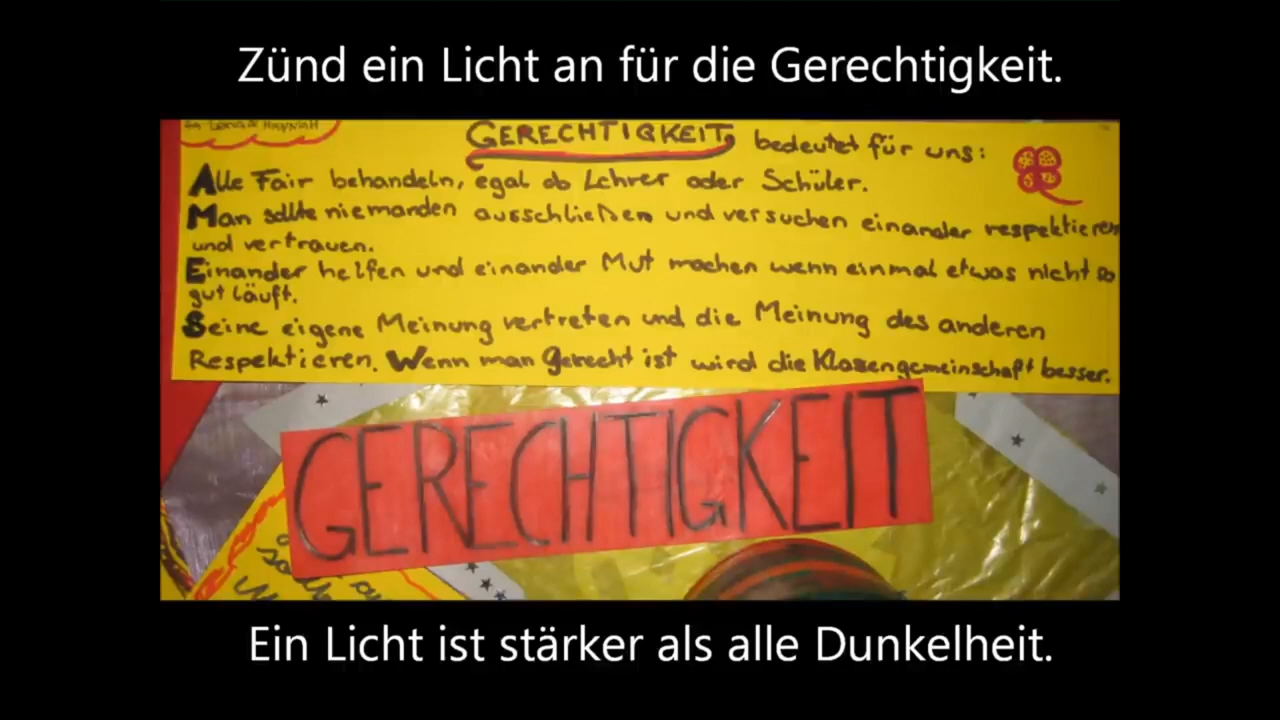 Zünd ein Licht an für die Gerechtigkeit.
GERECHTIGKEIT bedeutet für uns:
Alle Fair behandeln, egal ob Lehrer oder Schüler.
Man sollte niemanden ausschließen und versuchen einander respektieren
und vertrauen.
Einander helfen und einander Mut machen wenn einmal etwas nicht so
gut läuft.
Seine eigene Meinung vertreten und die Meinung des anderen
Respektieren. Wenn man gerecht ist wird die Klassengemeinschaft besser.
GERECHTIGKEIT
Ein Licht ist stärker als alle Dunkelheit.